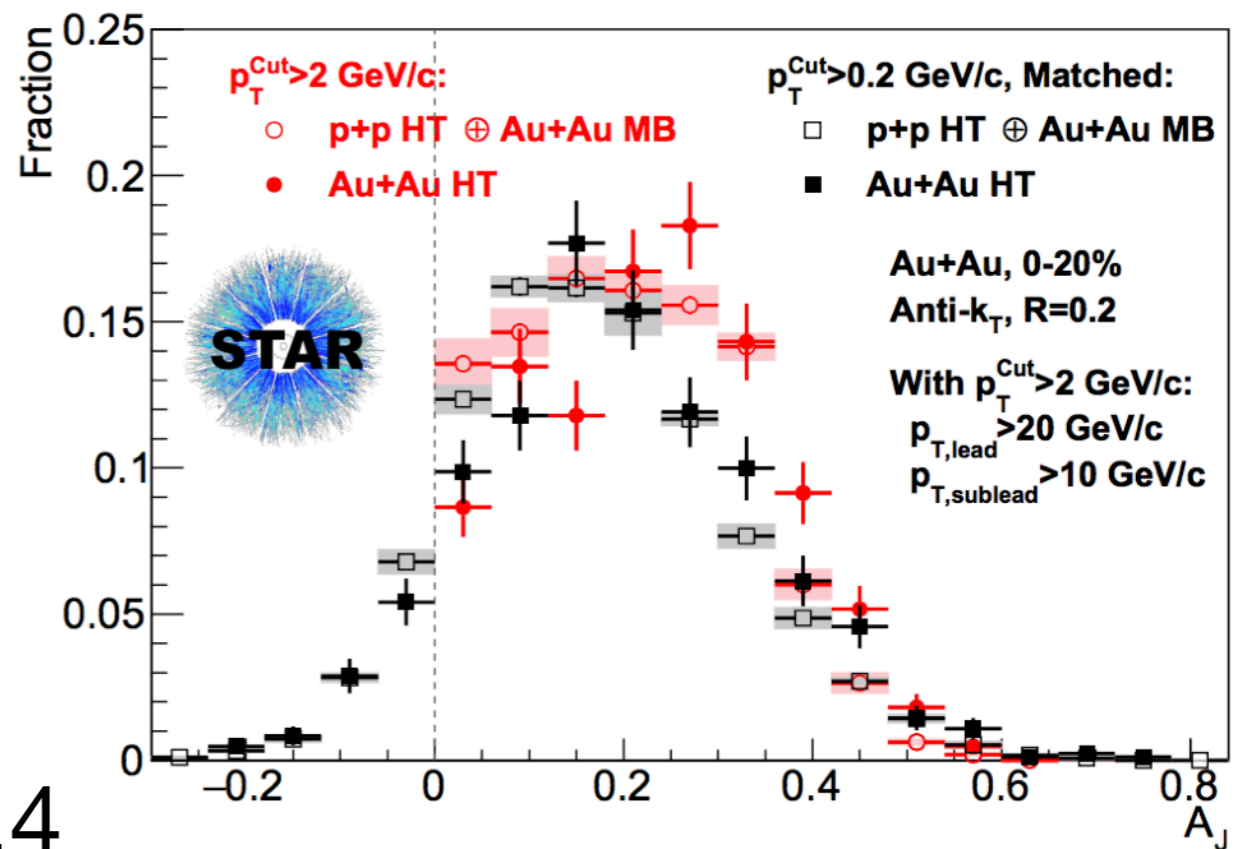 0.25
0.2
0.15
0.1
0.05
0
Fraction
p_T^Cut>2 GeV/c:
p+p HT ⊕ Au+Au MB
Au+Au HT
p_T^Cut>0.2 GeV/c, Matched:
p+p HT ⊕ Au+Au MB
Au+Au HT
STAR
Au+Au, 0-20%
Anti-k_T, R=0.2
With p_T^Cut>2 GeV/c:
p_T,lead>20 GeV/c
p_T,sublead>10 GeV/c
−0.2 0 0.2 0.4 0.6 0.8
A_J
.4